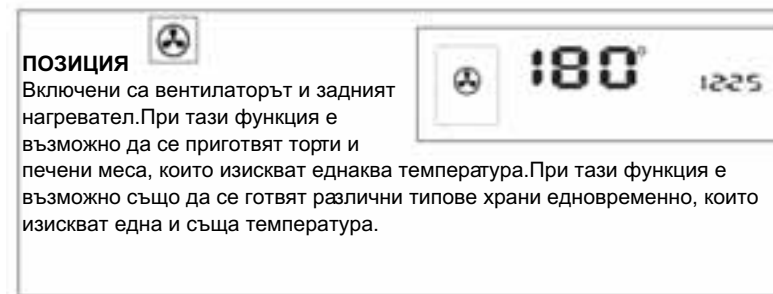 ПОЗИЦИЯ
180°
12:25
Включени са вентилаторът и задният
нагревател.При тази функция е
възможно да се приготвят торти и
печени меса, които изискват еднаква температура.При тази функция е
възможно също да се готвят различни типове храни едновременно, които
изискват една и съща температура.